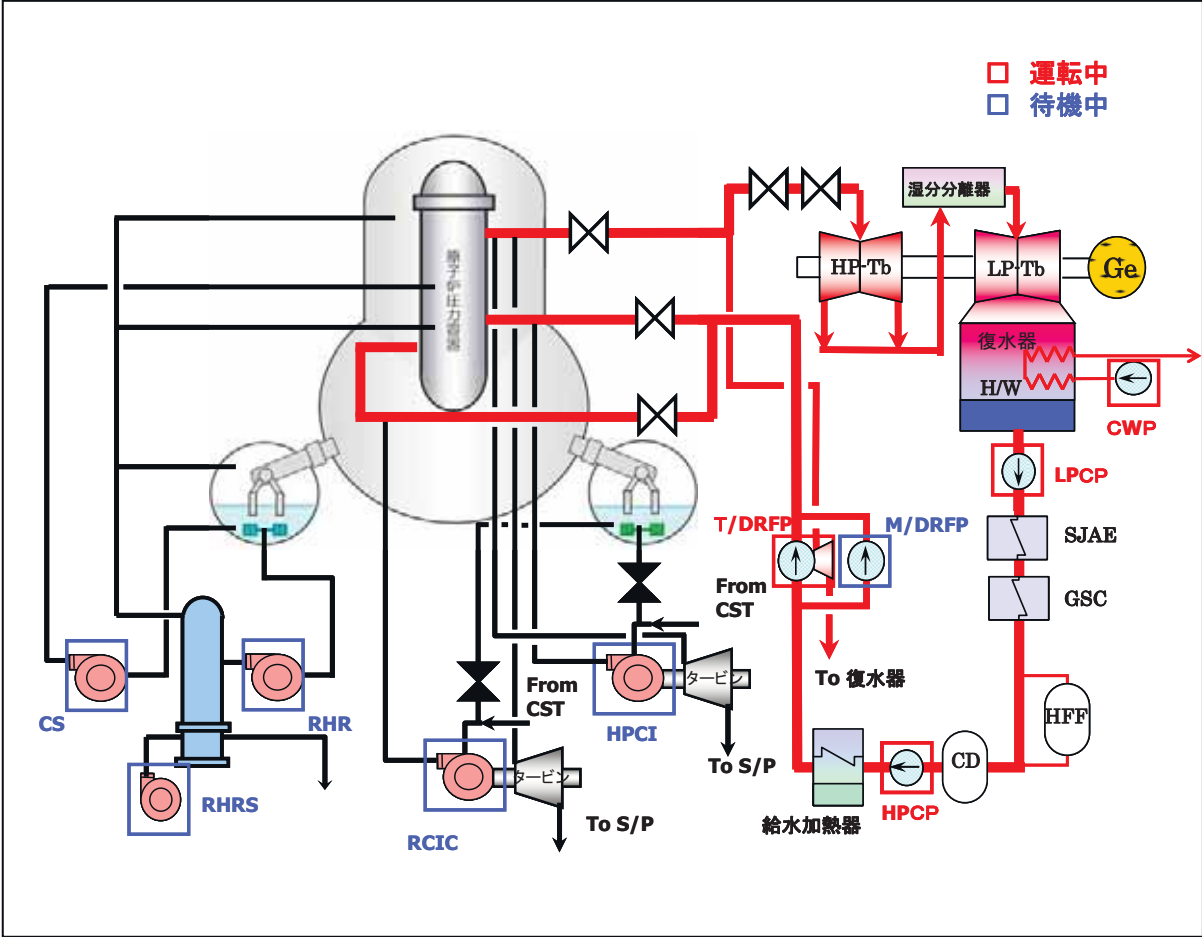 運転中
待機中
湿分分離器
原子炉圧力容器
HP-Tb
LP-Tb
Ge
復水器
H/W
CWP
LPCP
T/DRFP
M/DRFP
SJAE
From
CST
GSC
To 復水器
タービン
From
CST
CS
RHR
HPCI
HFF
To S/P
CD
タービン
RHRS
HPCP
To S/P
給水加熱器
RCIC